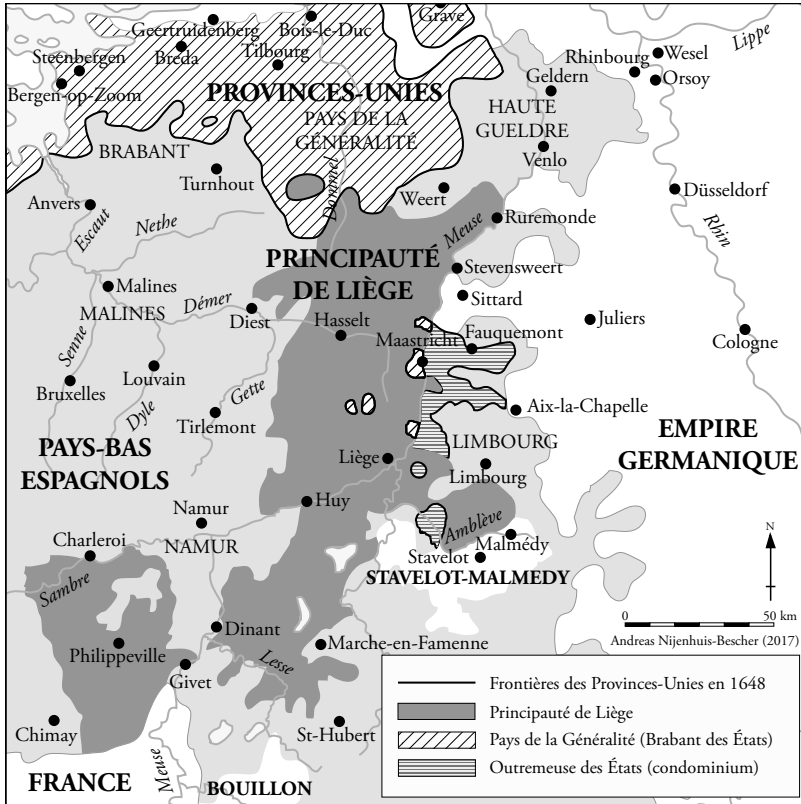 Geertruidenberg
Bois-le-Duc
Grave
Lippe
Steenbergen
Breda
Tilbourg
Rhinbourg
Wesel
Orsoy
Bergen-op-Zoom
PROVINCES-UNIES
Geldern
PAYS DE LA
GÉNÉRALITÉ
HAUTE
GUELDRE
BRABANT
Venlo
Turnhout
Dommel
Weert
Düsseldorf
Anvers
Escaut
Nethe
Meuse
Ruremonde
Rhin
PRINCIPAUTÉ
DE LIÈGE
Stevensweert
Malines
MALINES
Démer
Sittard
Diest
Hasselt
Juliers
Fauquemont
Maastricht
Cologne
Senne
Bruxelles
Louvain
Dyle
Gette
Tirlemont
Aix-la-Chapelle
PAYS-BAS
ESPAGNOLS
EMPIRE
GERMANIQUE
LIMBOURG
Liège
Limbourg
Huy
Namur
NAMUR
Amblève
Malmédy
Stavelot
STAVELOT-MALMEDY
Charleroi
Sambre
N
0 50 km
Andreas Nijenhuis-Bescher (2017)
Dinant
Marche-en-Famenne
Philippeville
Lesse
Givet
Chimay
St-Hubert
Meuse
FRANCE
BOUILLON
Frontières des Provinces-Unies en 1648
Principauté de Liège
Pays de la Généralité (Brabant des États)
Outremeuse des États (condominium)